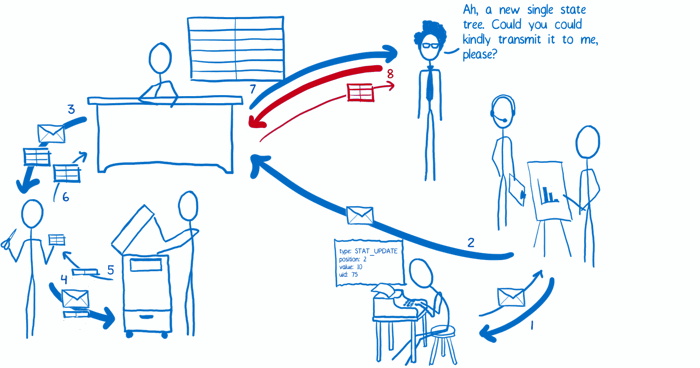 Ah, a new single state
tree. Could you could
kindly transmit it to me,
please?
7
8
3
6
2
type: STAT_UPDATE
position: 2
value: 10
uid: 75
4
5
1